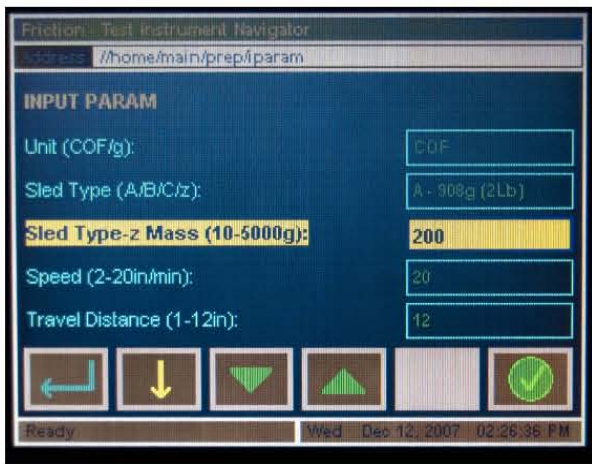 Friction - Test Instrument Navigator
Address //home/main/prep/iparam
INPUT PARAM
Unit (COF/g): COF
Sled Type (A/B/C/z): A - 908g (2Lb)
Sled Type-z Mass (10-5000g): 200
Speed (2-20in/min): 20
Travel Distance (1-12in): 12
Ready Wed Dec 12, 2007 02:26:36 PM